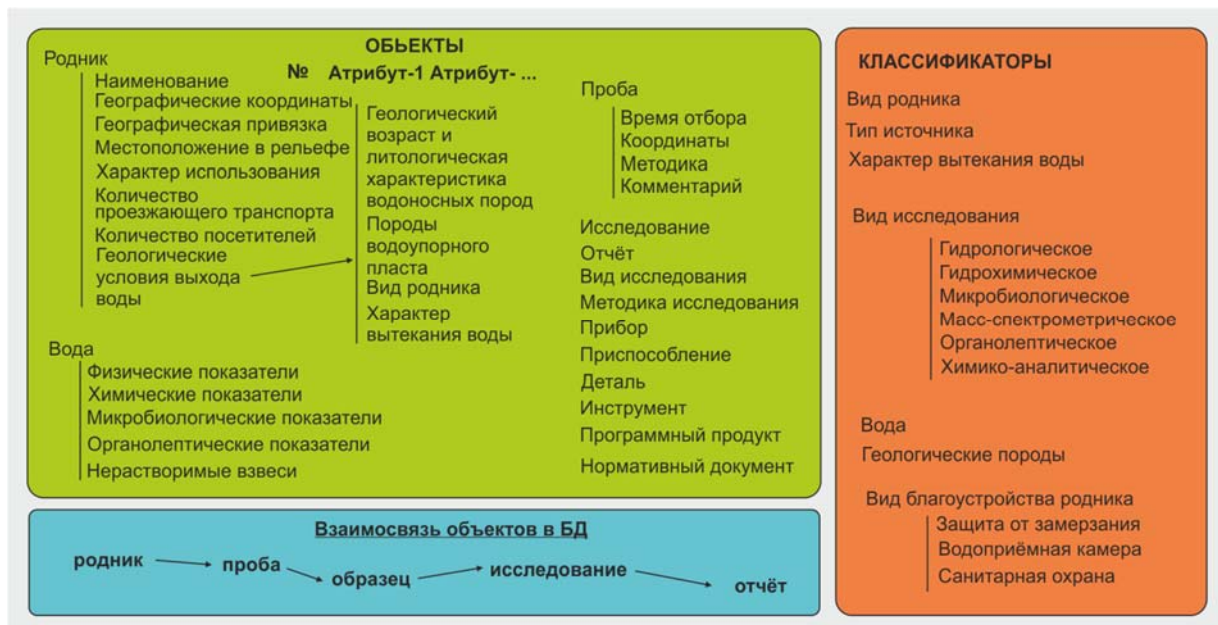 ОБЬЕКТЫ
№ Атрибут-1 Атрибут- ...
Родник
Наименование
Географические координаты
Географическая привязка
Местоположение в рельефе
Характер использования
Количество
проезжающего транспорта
Количество посетителей
Геологические
условия выхода
воды
Геологический
возраст и
литологическая
характеристика
водоносных пород
Породы
водоупорного
пласта
Вид родника
Характер
вытекания воды
Вода
Физические показатели
Химические показатели
Микробиологические показатели
Органолептические показатели
Нерастворимые взвеси
Проба
Время отбора
Координаты
Методика
Комментарий
Исследование
Отчёт
Вид исследования
Методика исследования
Прибор
Приспособление
Деталь
Инструмент
Программный продукт
Нормативный документ
Взаимосвязь объектов в БД
родник
проба
образец
исследование
отчёт
КЛАССИФИКАТОРЫ
Вид родника
Тип источника
Характер вытекания воды
Вид исследования
Гидрологическое
Гидрохимическое
Микробиологическое
Масс-спектрометрическое
Органолептическое
Химико-аналитическое
Вода
Геологические породы
Вид благоустройства родника
Защита от замерзания
Водоприёмная камера
Санитарная охрана